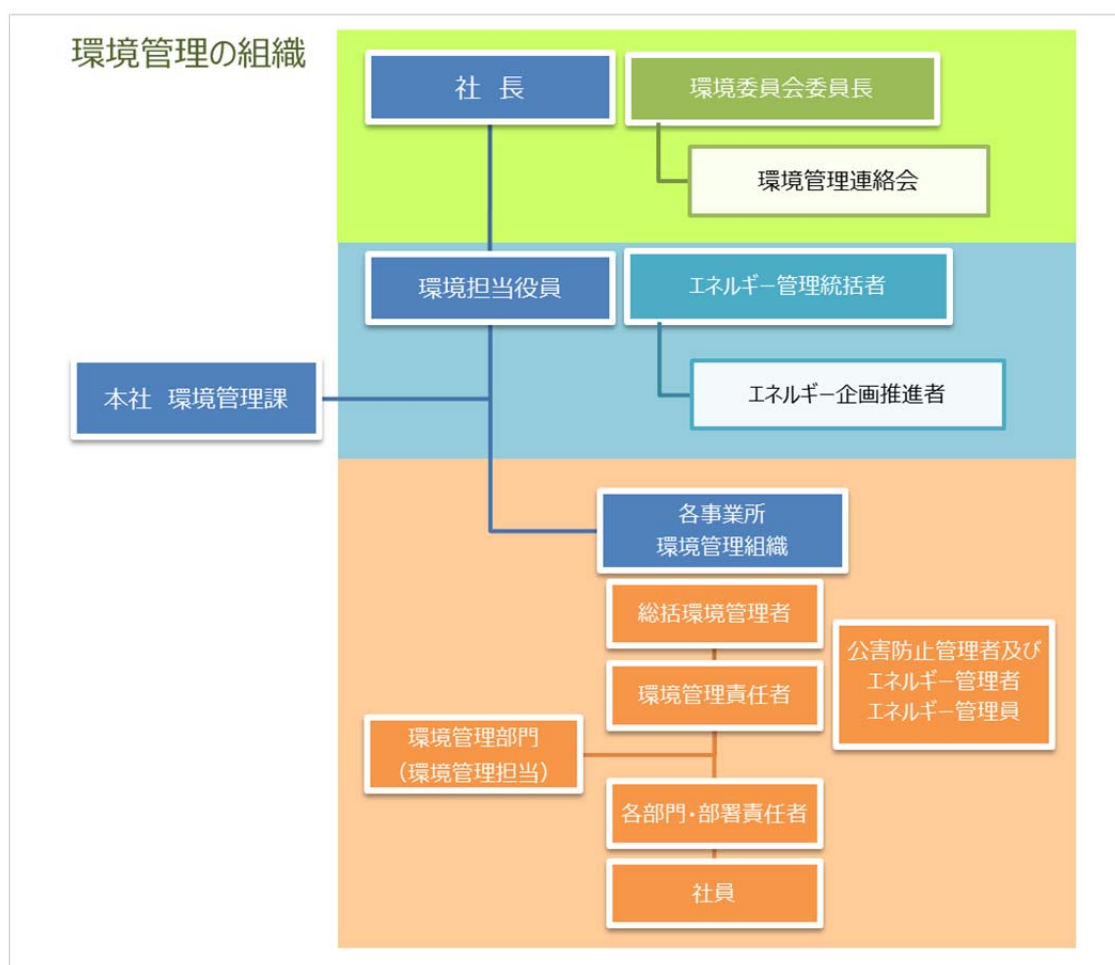 環境管理の組織
社 長
環境委員会委員長
環境管理連絡会
環境担当役員
エネルギー管理統括者
本社 環境管理課
エネルギー企画推進者
各事業所
環境管理組織
総括環境管理者
公害防止管理者及び
エネルギー管理者
エネルギー管理員
環境管理責任者
環境管理部門
(環境管理担当)
各部門・部署責任者
社員